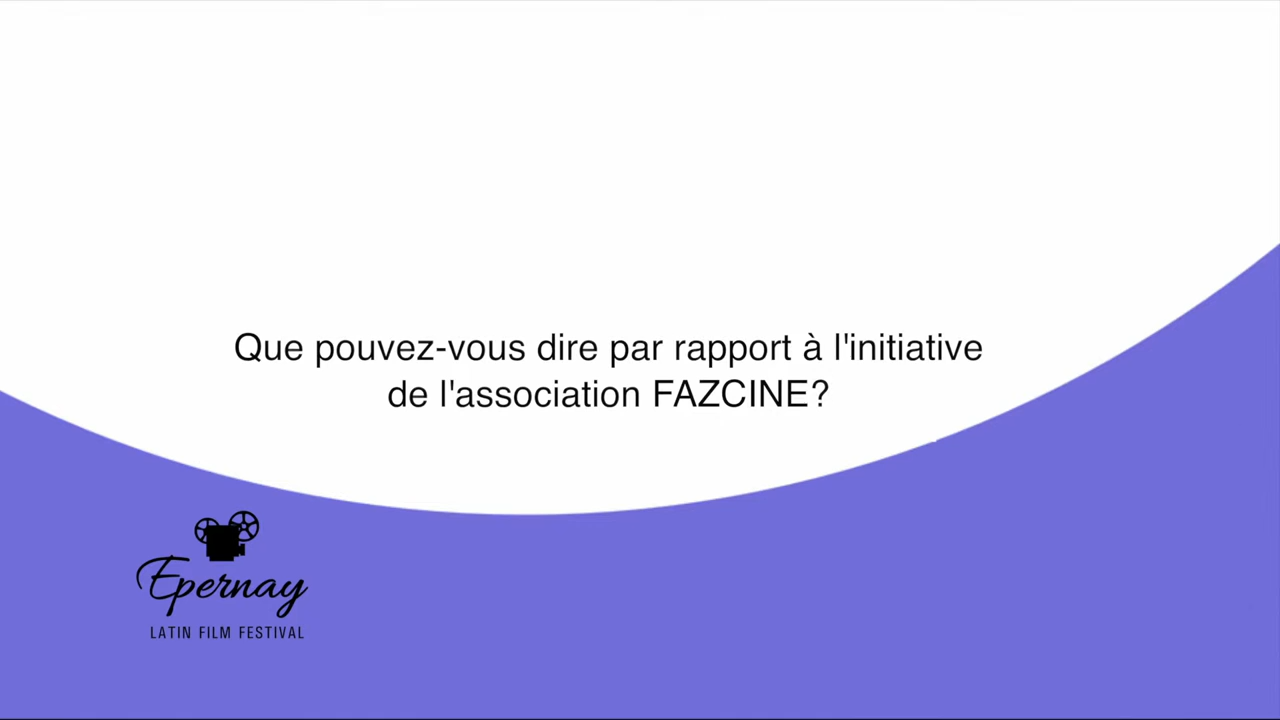 Que pouvez-vous dire par rapport à l'initiative
de l'association FAZCINE?
Epernay
LATIN FILM FESTIVAL